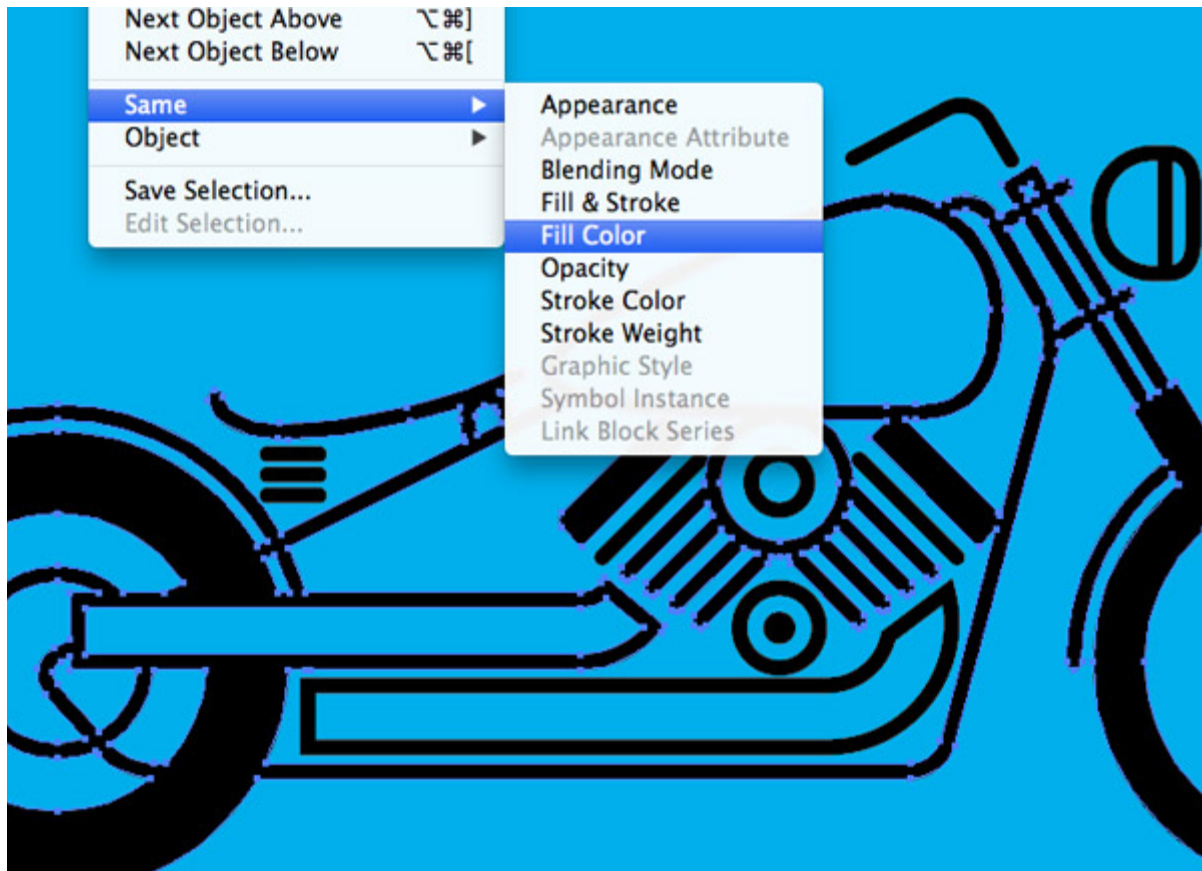 Next Object Above ⌥⌘]
Next Object Below ⌥⌘[
Same ▶
Object ▶
Save Selection...
Edit Selection...
Appearance
Appearance Attribute
Blending Mode
Fill & Stroke
Fill Color
Opacity
Stroke Color
Stroke Weight
Graphic Style
Symbol Instance
Link Block Series